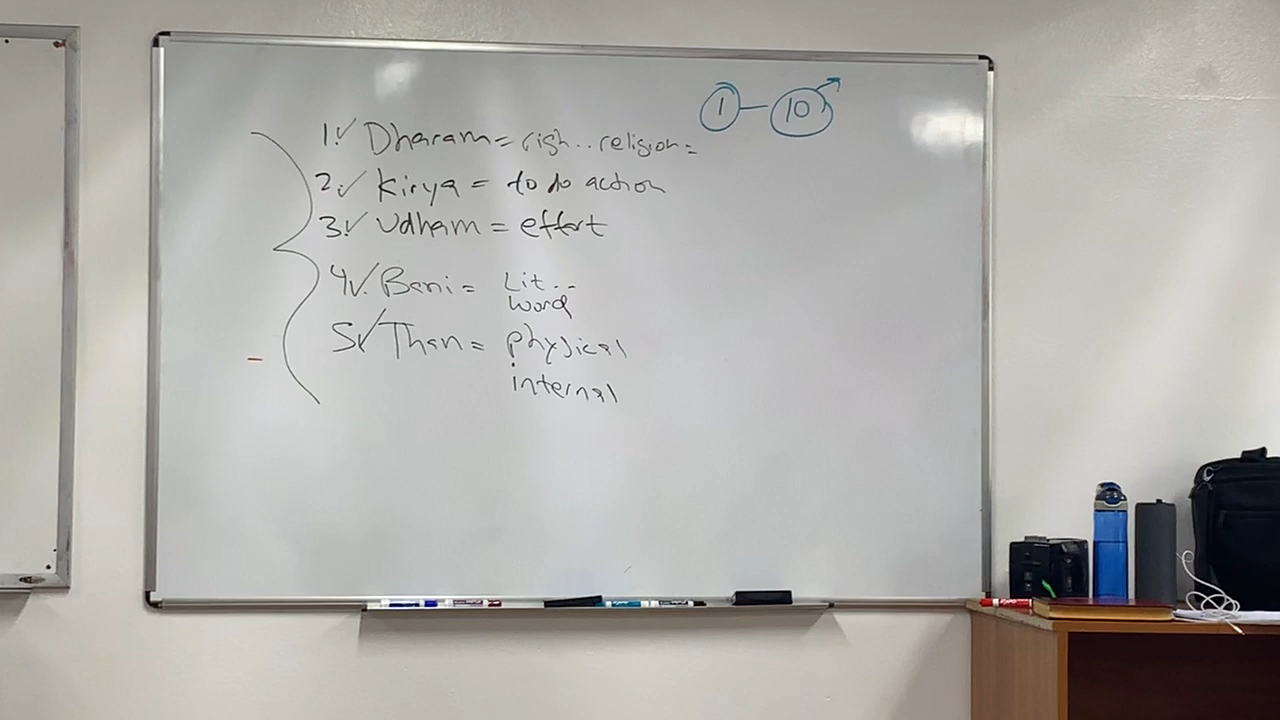 1 – 10
1.✓ Dharam = righ.. religion =
2.✓ Kirya = to do action
3.✓ Udham = effort
4✓. Bani = Lit..
word
5.✓ Than = physical
internal